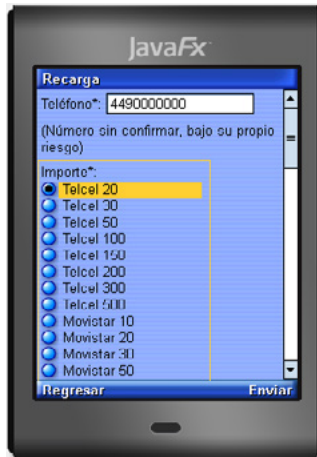 JavaFx
Recarga
Teléfono*: 4490000000
(Número sin confirmar, bajo su propio
riesgo)
Importe*:
Telcel 20
Telcel 30
Telcel 50
Telcel 100
Telcel 150
Telcel 200
Telcel 300
Telcel 500
Movistar 10
Movistar 20
Movistar 30
Movistar 50
Regresar Enviar